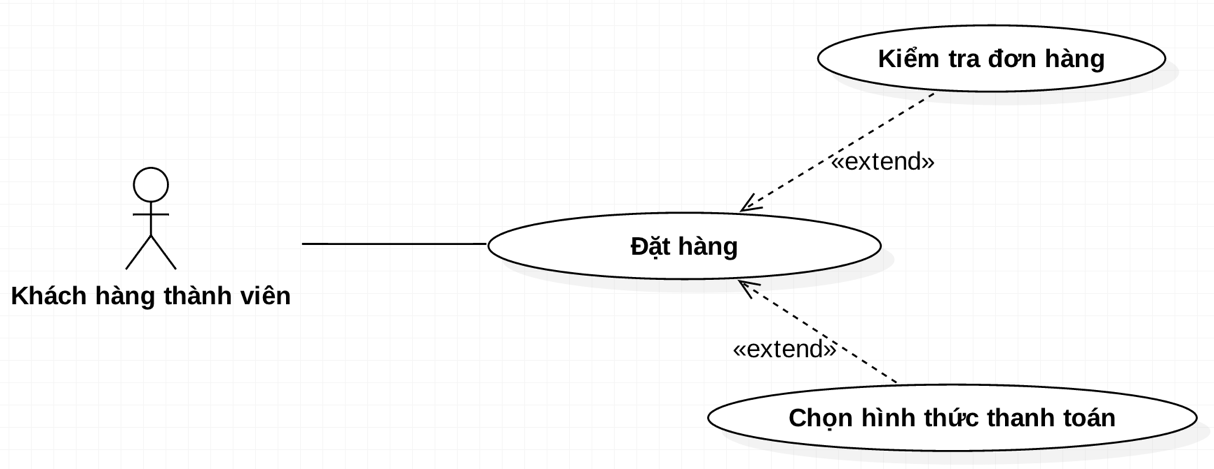 Kiểm tra đơn hàng
«extend»
Đặt hàng
Khách hàng thành viên
«extend»
Chọn hình thức thanh toán